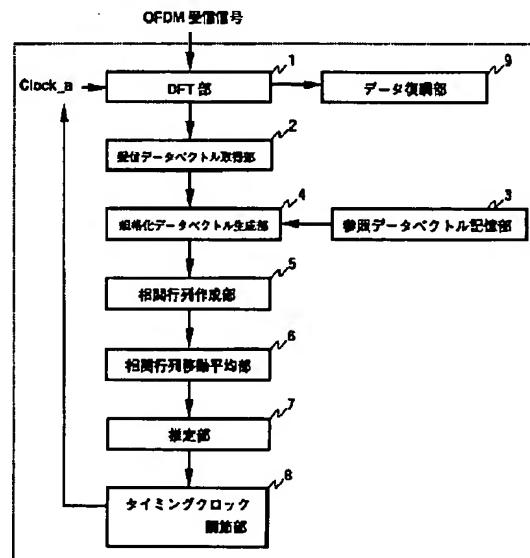 OFDM 受信信号
1
9
Clock_a
DFT 部
データ復調部
2
受信データベクトル取得部
4
3
規格化データベクトル生成部
参照データベクトル記憶部
5
相関行列作成部
6
相関行列移動平均部
7
推定部
8
タイミングクロック
調節部